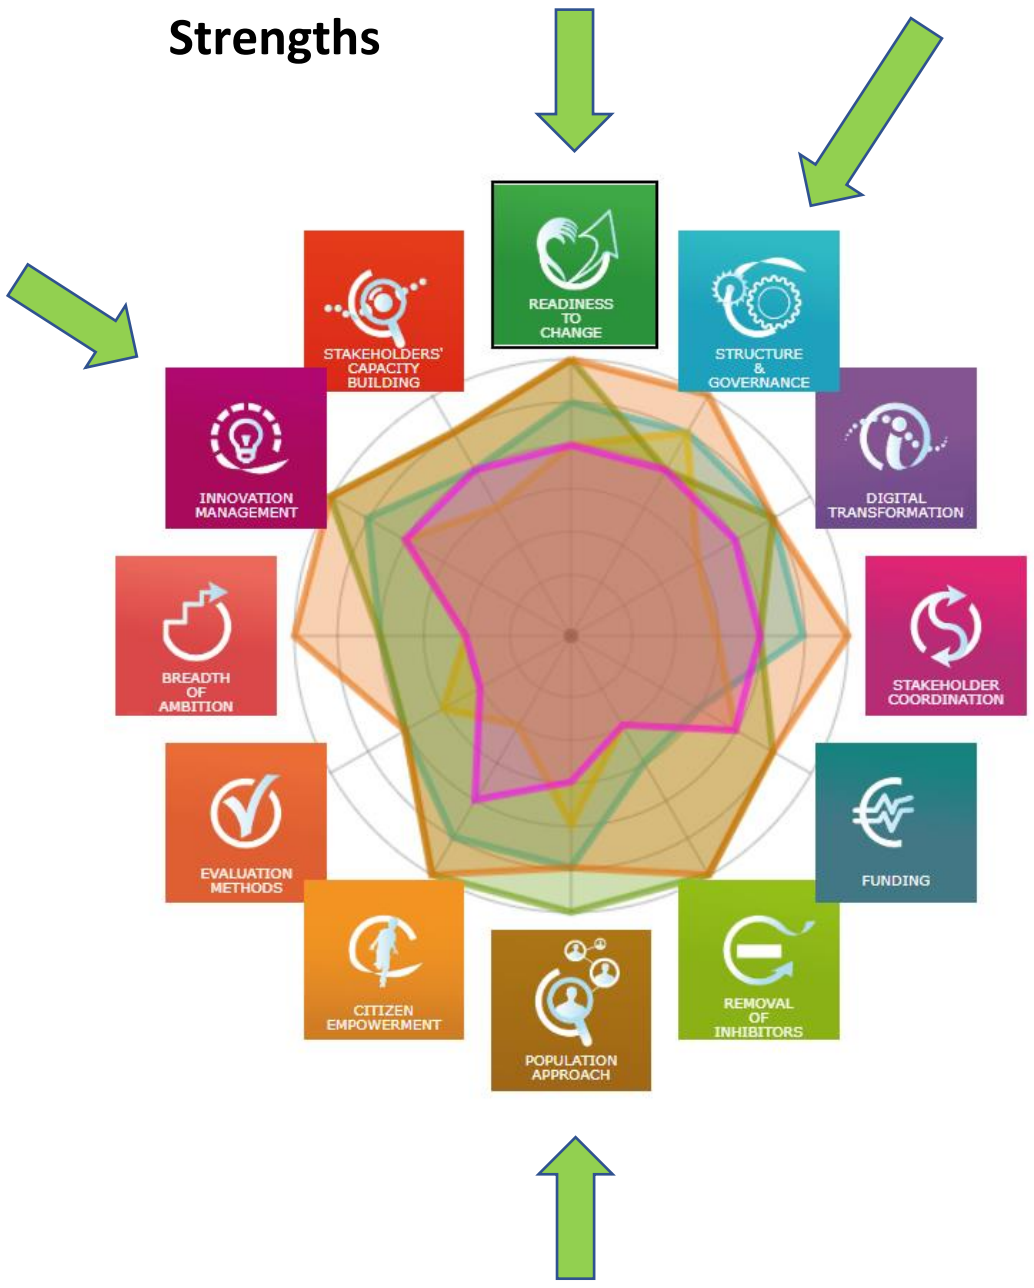 Strengths
READINESS
TO
CHANGE
STRUCTURE
&
GOVERNANCE
DIGITAL
TRANSFORMATION
STAKEHOLDER
COORDINATION
FUNDING
REMOVAL
OF
INHIBITORS
POPULATION
APPROACH
CITIZEN
EMPOWERMENT
EVALUATION
METHODS
BREADTH
OF
AMBITION
INNOVATION
MANAGEMENT
STAKEHOLDERS'
CAPACITY
BUILDING